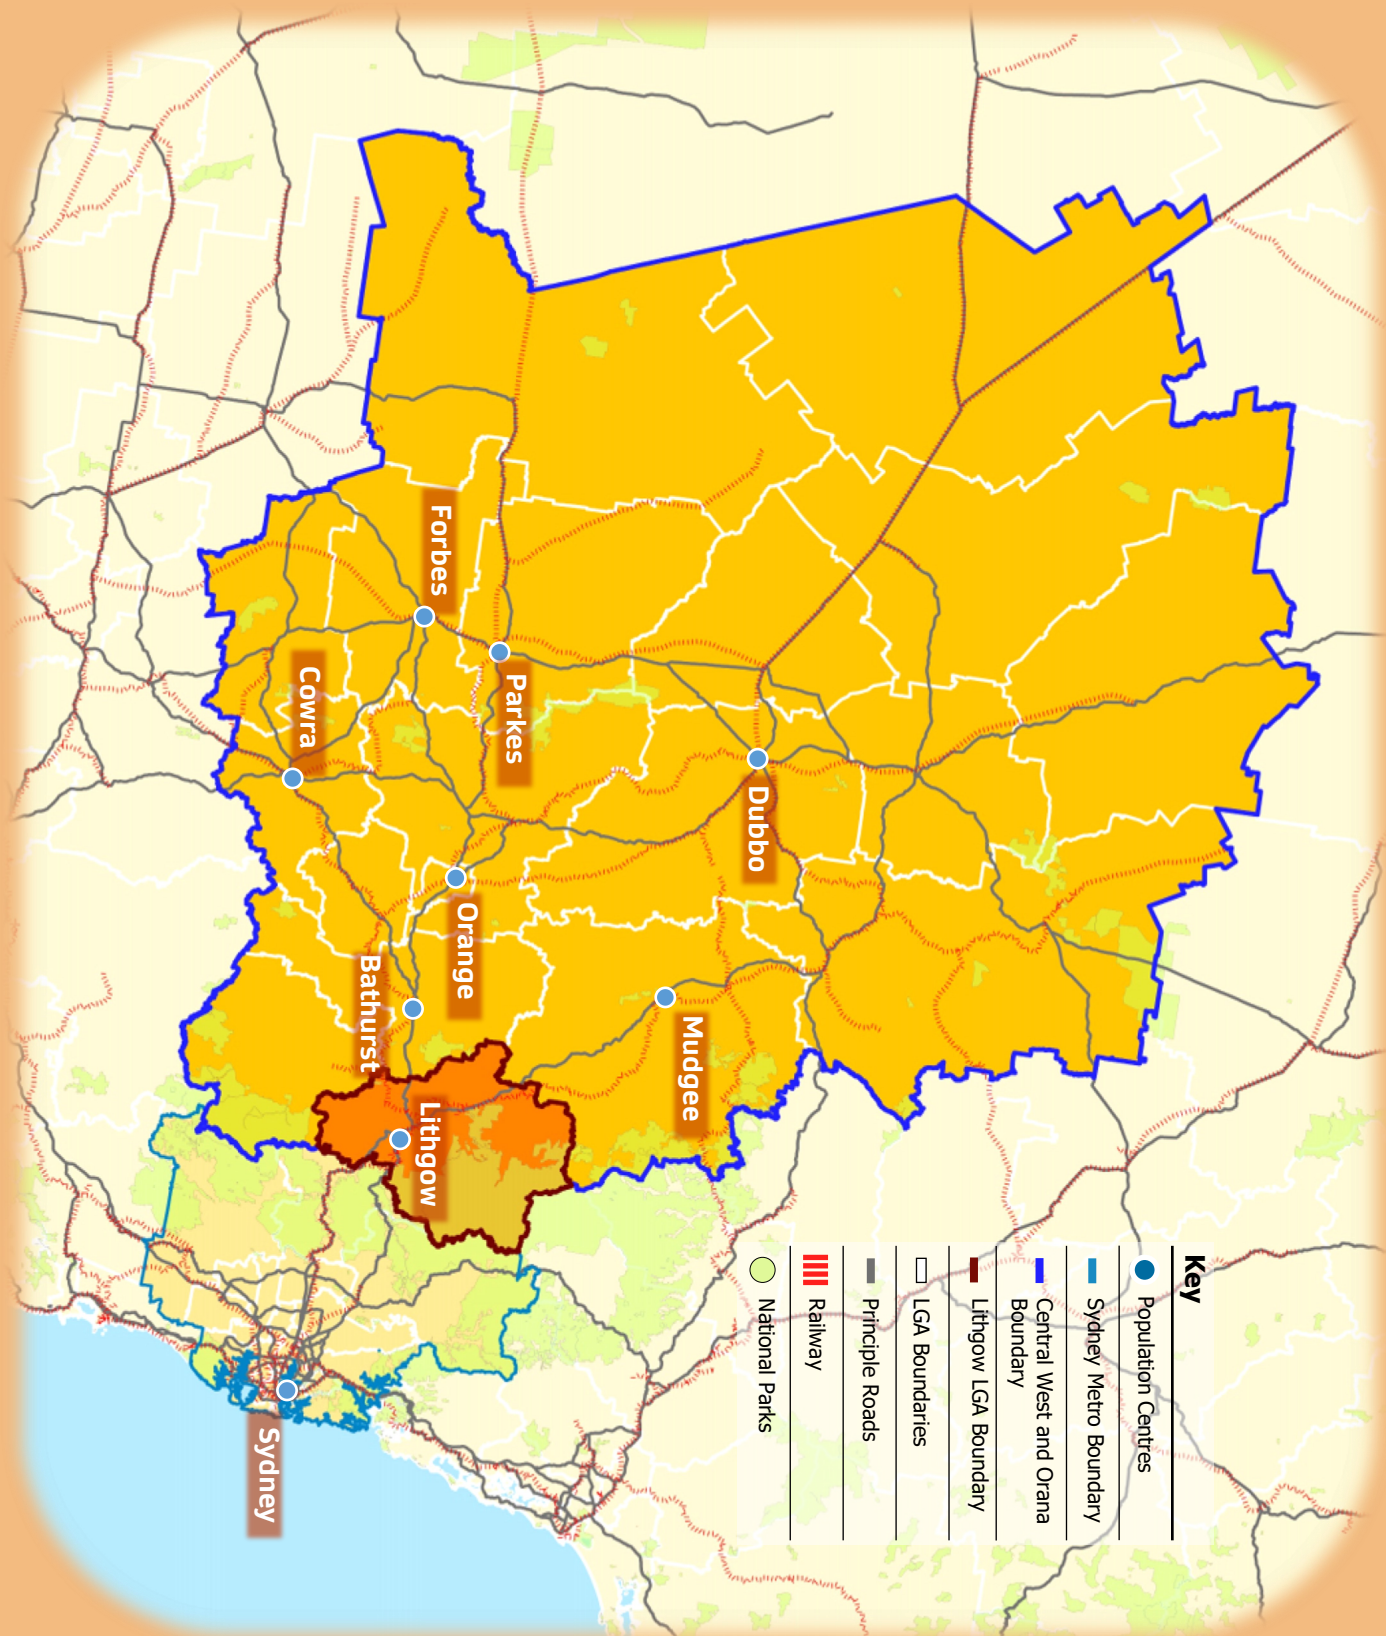 Dubbo
Mudgee
Parkes
Forbes
Orange
Bathurst
Lithgow
Cowra
Sydney
Key
Population Centres
Sydney Metro Boundary
Central West and Orana
Boundary
Lithgow LGA Boundary
LGA Boundaries
Principle Roads
Railway
National Parks